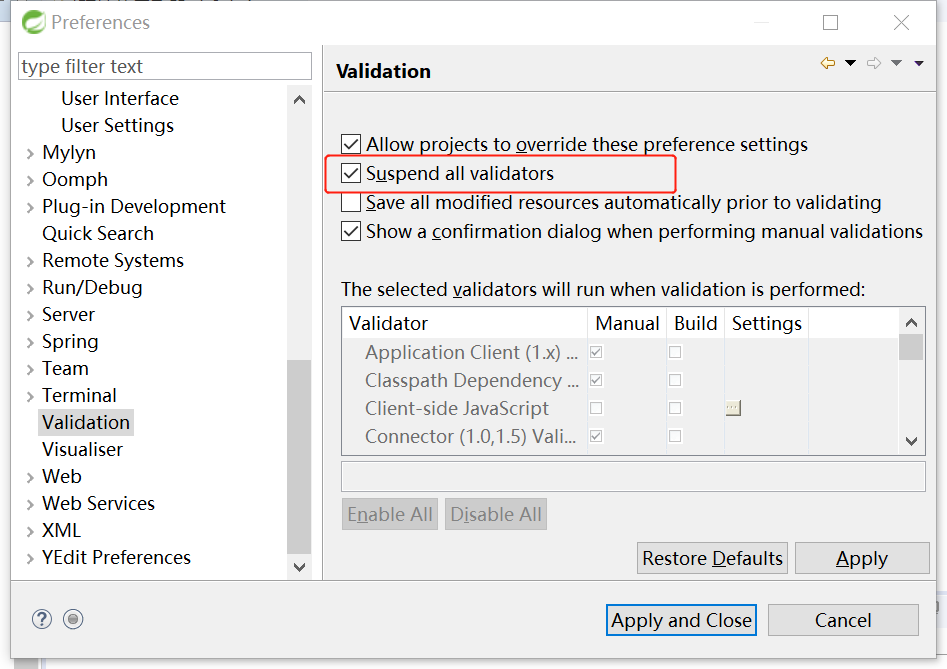 Preferences
type filter text
User Interface
User Settings
Mylyn
Oomph
Plug-in Development
Quick Search
Remote Systems
Run/Debug
Server
Spring
Team
Terminal
Validation
Visualiser
Web
Web Services
XML
YEdit Preferences
Validation
Allow projects to override these preference settings
Suspend all validators
Save all modified resources automatically prior to validating
Show a confirmation dialog when performing manual validations
The selected validators will run when validation is performed:
Validator Manual Build Settings
Application Client (1.x) ...
Classpath Dependency ...
Client-side JavaScript
Connector (1.0,1.5) Vali...
Enable All Disable All
Restore Defaults Apply
Apply and Close Cancel